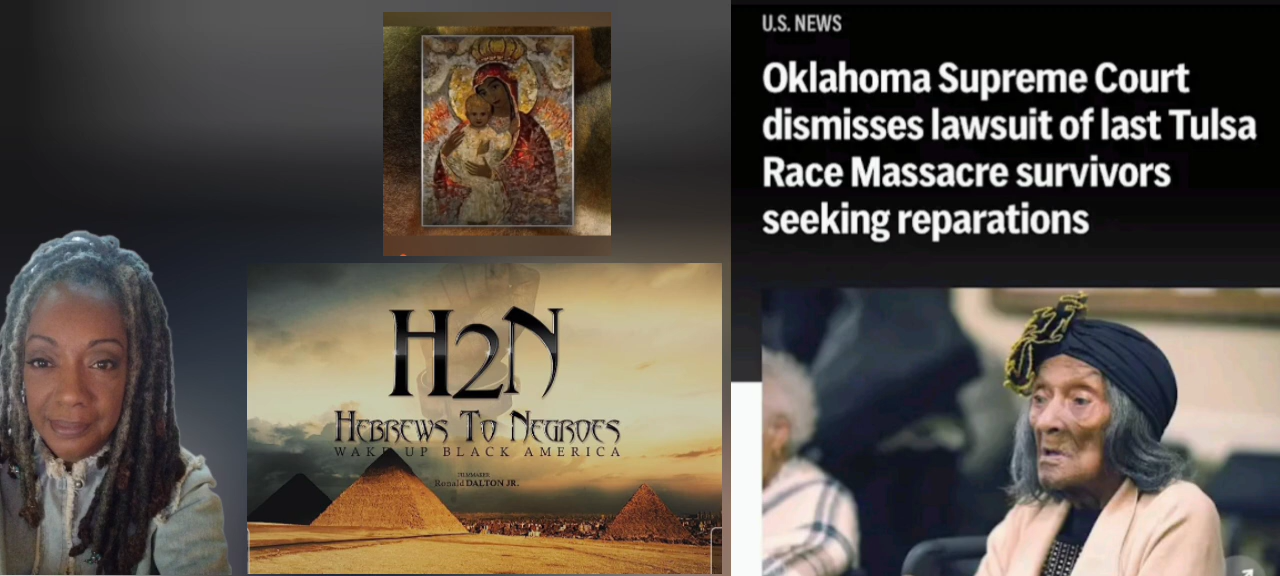 U.S. NEWS
Oklahoma Supreme Court
dismisses lawsuit of last Tulsa
Race Massacre survivors
seeking reparations
H2N
HEBREWS TO NEGROES
WAKE UP BLACK AMERICA
FILMMAKER
Ronald DALTON JR.